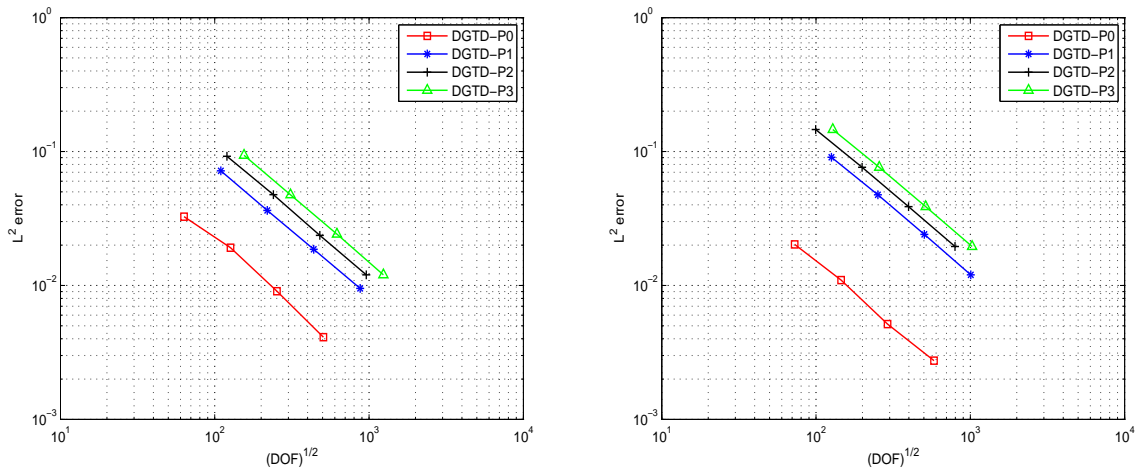 10^0
10^-1
10^-2
10^-3
L^2 error
10^1
10^2
10^3
10^4
(DOF)^1/2
DGTD-P0
DGTD-P1
DGTD-P2
DGTD-P3
10^0
10^-1
10^-2
10^-3
L^2 error
10^1
10^2
10^3
10^4
(DOF)^1/2
DGTD-P0
DGTD-P1
DGTD-P2
DGTD-P3